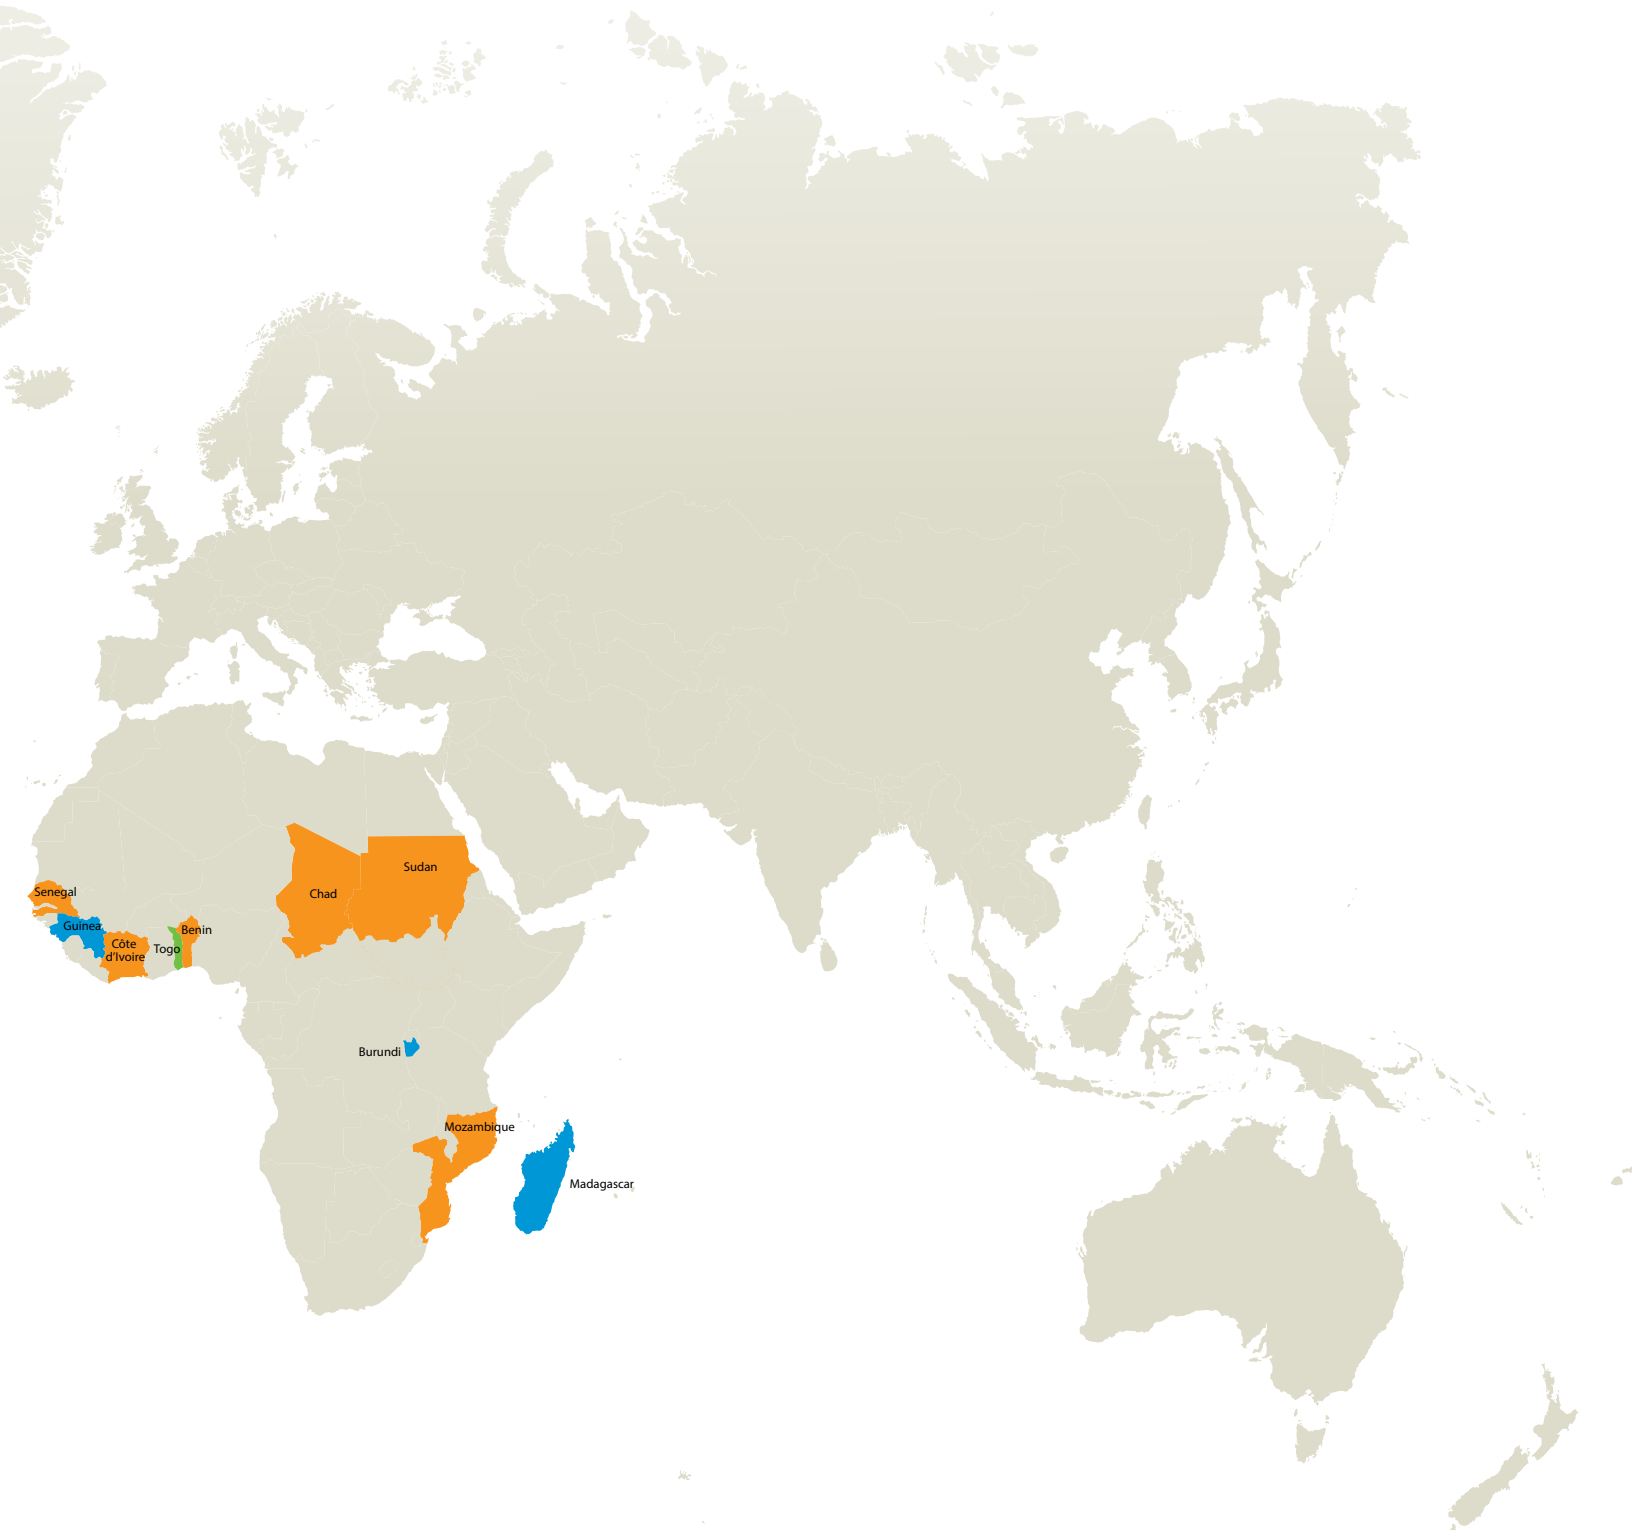 Sudan
Senegal
Chad
Guinea
Benin
Côte
d'Ivoire
Togo
Burundi
Mozambique
Madagascar